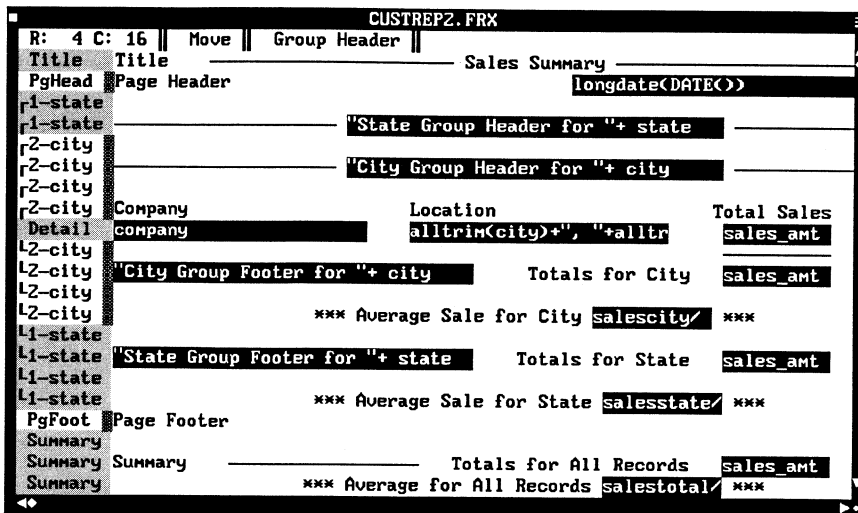 CUSTREP2.FRX
R: 4 C: 16 Move Group Header
Title Title Sales Summary
PgHead Page Header longdate(DATE())
1-state
1-state "State Group Header for "+ state
2-city
2-city "City Group Header for "+ city
2-city
2-city Company Location Total Sales
Detail company alltrim(city)+", "+alltr sales_amt
2-city
2-city "City Group Footer for "+ city Totals for City sales_amt
2-city
2-city *** Average Sale for City salescity/ ***
1-state
1-state "State Group Footer for "+ state Totals for State sales_amt
1-state
1-state *** Average Sale for State salesstate/ ***
PgFoot Page Footer
Summary
Summary Summary Totals for All Records sales_amt
Summary *** Average for All Records salestotal/ ***